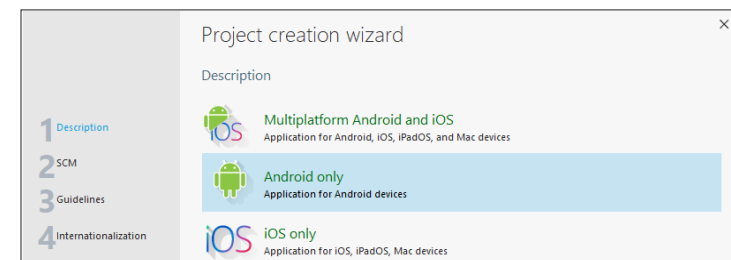 Project creation wizard
×
Description
1 Description
2 SCM
3 Guidelines
4 Internationalization
iOS
Multiplatform Android and iOS
Application for Android, iOS, iPadOS, and Mac devices
Android only
Application for Android devices
iOS
iOS only
Application for iOS, iPadOS, Mac devices